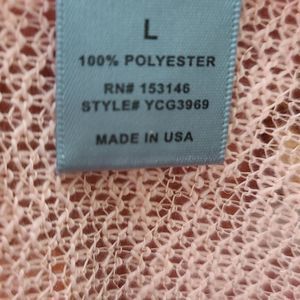 L
100% POLYESTER
RN# 153146
STYLE# YCG3969
MADE IN USA